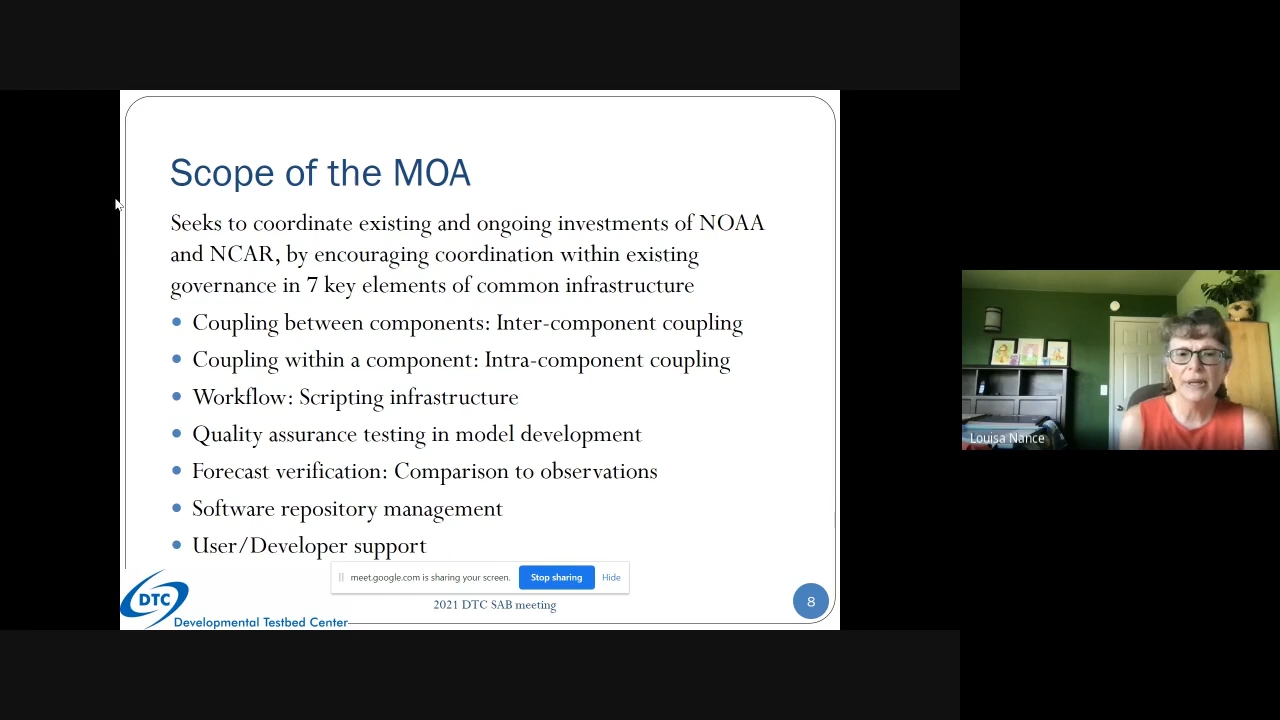 Scope of the MOA
Seeks to coordinate existing and ongoing investments of NOAA
and NCAR, by encouraging coordination within existing
governance in 7 key elements of common infrastructure
Coupling between components: Inter-component coupling
Coupling within a component: Intra-component coupling
Workflow: Scripting infrastructure
Quality assurance testing in model development
Forecast verification: Comparison to observations
Software repository management
User/Developer support
meet.google.com is sharing your screen.
Stop sharing
Hide
DTC
2021 DTC SAB meeting
8
Developmental Testbed Center
Louisa Nance